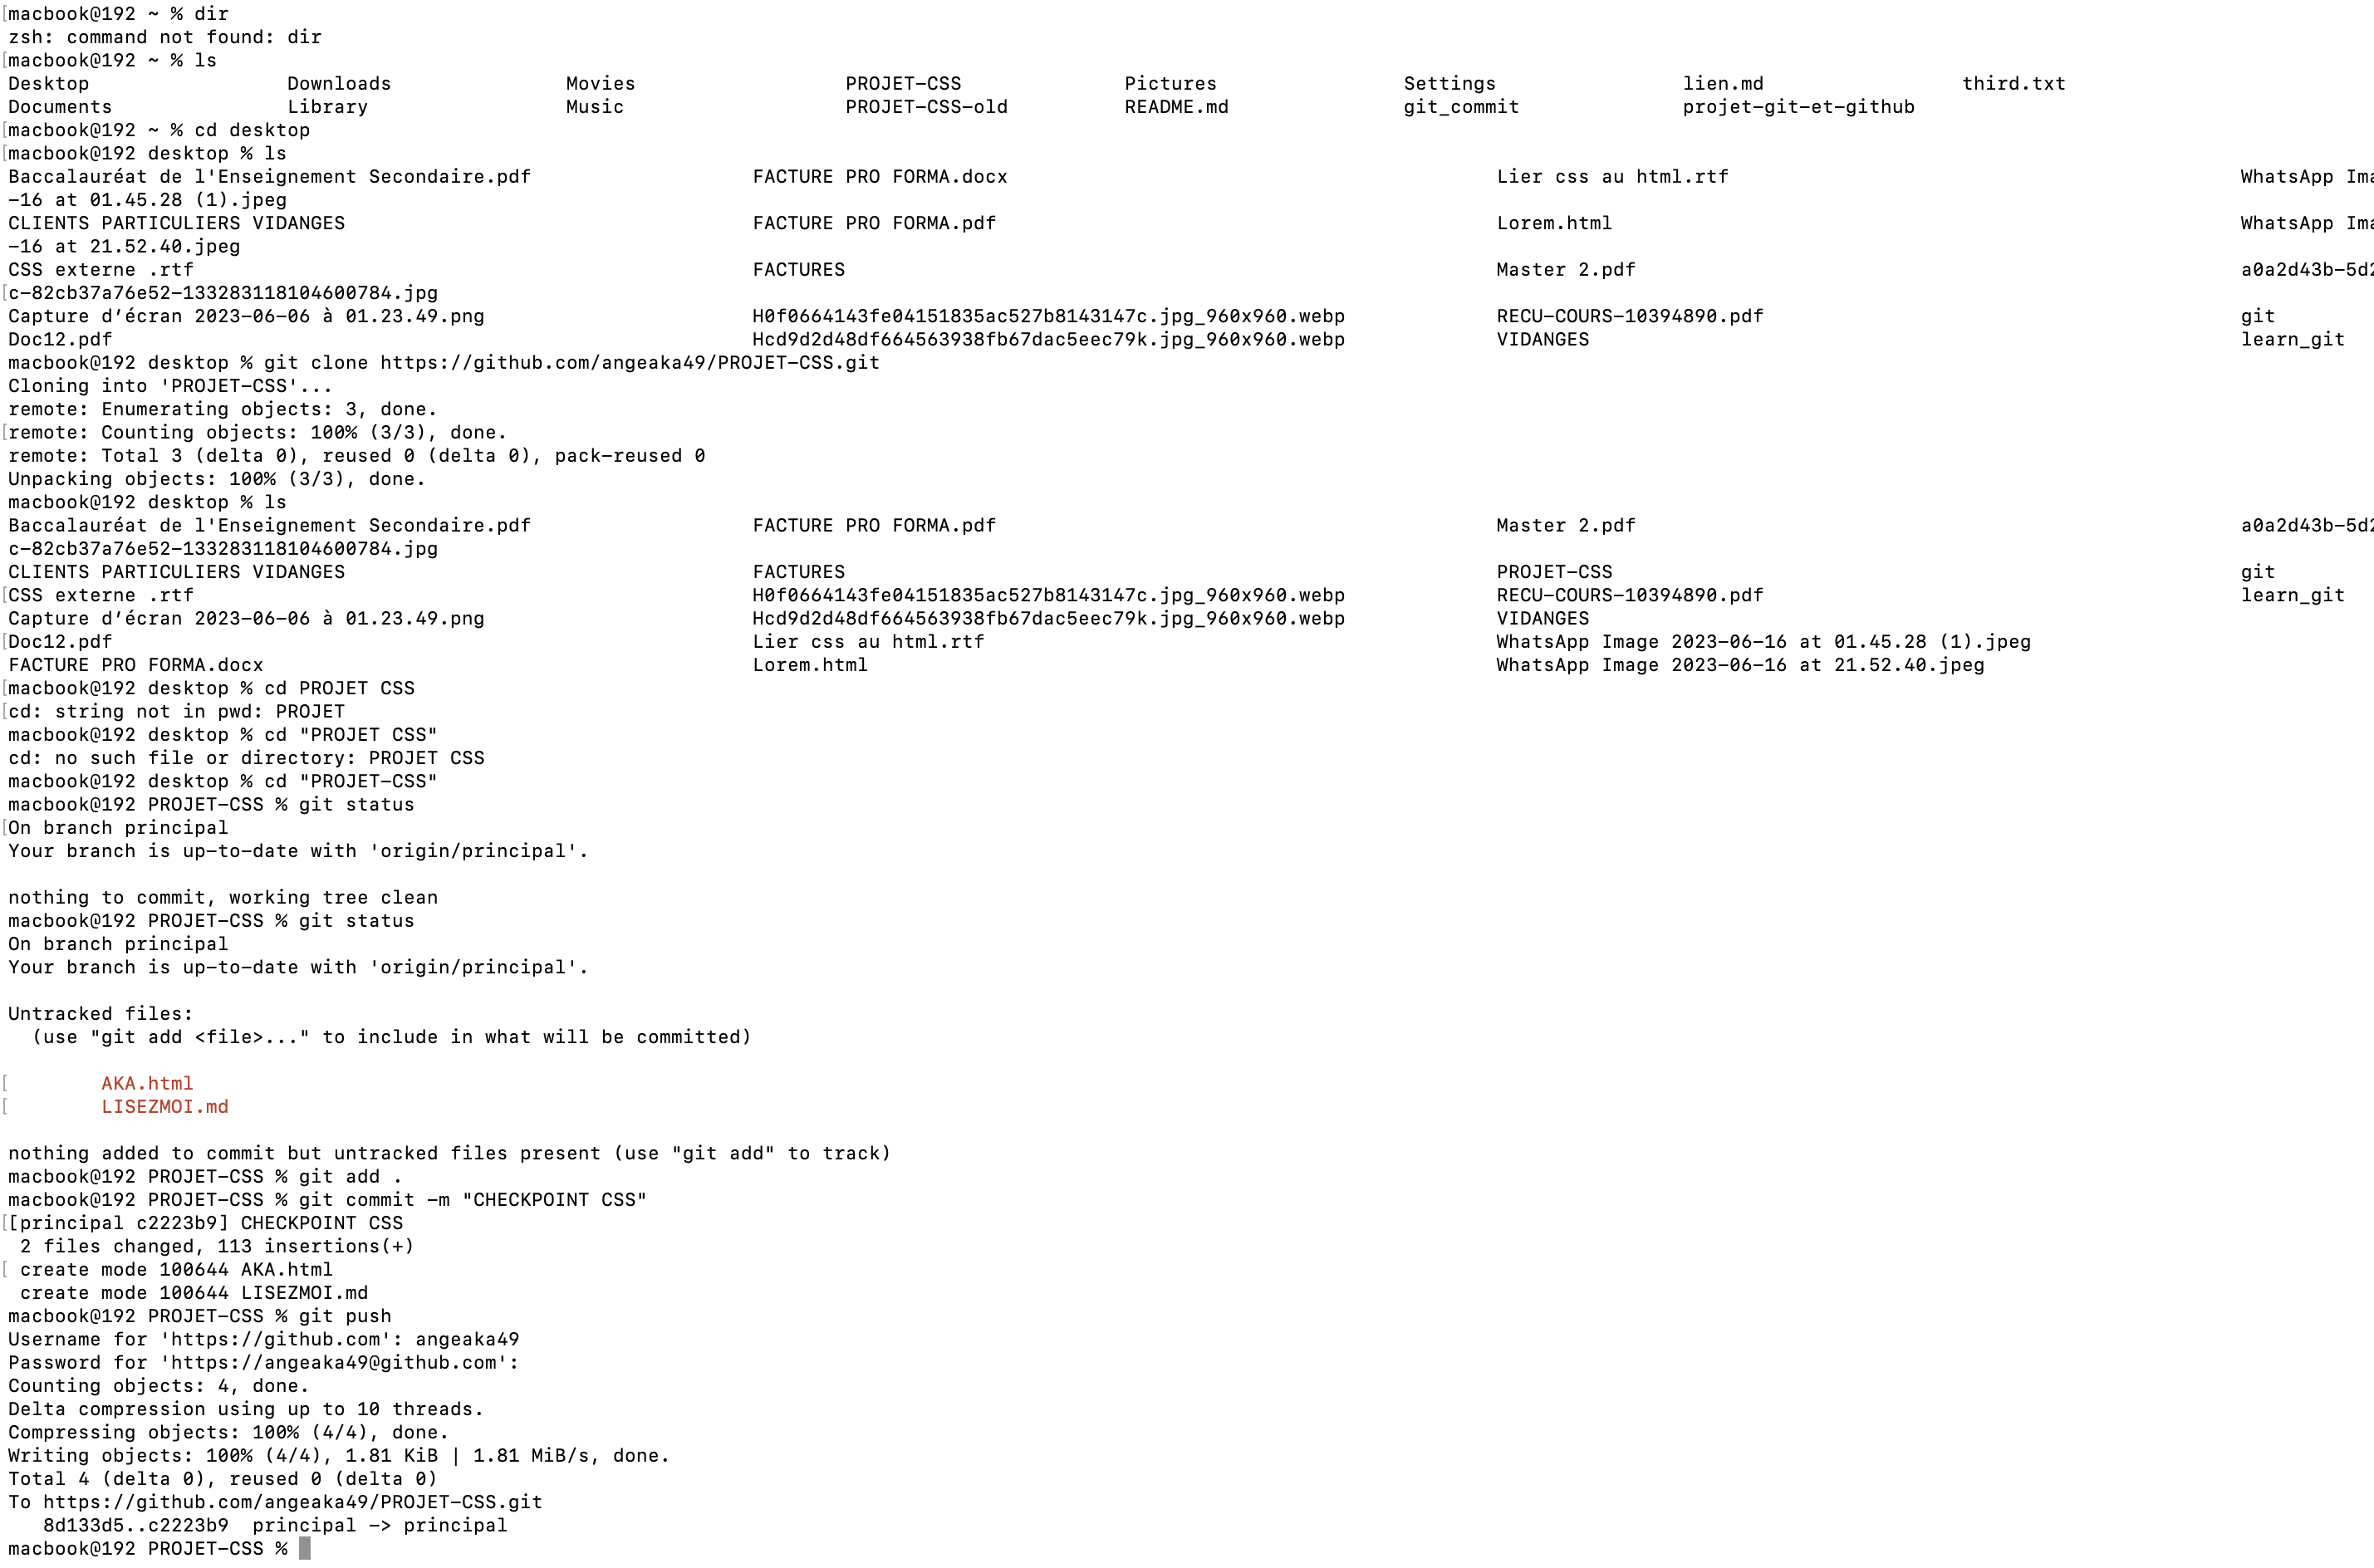 macbook@192 ~ % dir
zsh: command not found: dir
macbook@192 ~ % ls
Desktop Downloads Movies PROJET-CSS Pictures Settings lien.md third.txt
Documents Library Music PROJET-CSS-old README.md git_commit projet-git-et-github
macbook@192 ~ % cd desktop
macbook@192 desktop % ls
Baccalauréat de l'Enseignement Secondaire.pdf FACTURE PRO FORMA.docx Lier css au html.rtf WhatsApp Ima
-16 at 01.45.28 (1).jpeg
CLIENTS PARTICULIERS VIDANGES FACTURE PRO FORMA.pdf Lorem.html WhatsApp Ima
-16 at 21.52.40.jpeg
CSS externe .rtf FACTURES Master 2.pdf a0a2d43b-5d2
c-82cb37a76e52-133283118104600784.jpg
Capture d’écran 2023-06-06 à 01.23.49.png H0f0664143fe04151835ac527b8143147c.jpg_960x960.webp RECU-COURS-10394890.pdf git
Doc12.pdf Hcd9d2d48df664563938fb67dac5eec79k.jpg_960x960.webp VIDANGES learn_git
macbook@192 desktop % git clone https://github.com/angeaka49/PROJET-CSS.git
Cloning into 'PROJET-CSS'...
remote: Enumerating objects: 3, done.
remote: Counting objects: 100% (3/3), done.
remote: Total 3 (delta 0), reused 0 (delta 0), pack-reused 0
Unpacking objects: 100% (3/3), done.
macbook@192 desktop % ls
Baccalauréat de l'Enseignement Secondaire.pdf FACTURE PRO FORMA.pdf Master 2.pdf a0a2d43b-5d2
c-82cb37a76e52-133283118104600784.jpg
CLIENTS PARTICULIERS VIDANGES FACTURES PROJET-CSS git
CSS externe .rtf H0f0664143fe04151835ac527b8143147c.jpg_960x960.webp RECU-COURS-10394890.pdf learn_git
Capture d’écran 2023-06-06 à 01.23.49.png Hcd9d2d48df664563938fb67dac5eec79k.jpg_960x960.webp VIDANGES
Doc12.pdf Lier css au html.rtf WhatsApp Image 2023-06-16 at 01.45.28 (1).jpeg
FACTURE PRO FORMA.docx Lorem.html WhatsApp Image 2023-06-16 at 21.52.40.jpeg
macbook@192 desktop % cd PROJET CSS
cd: string not in pwd: PROJET
macbook@192 desktop % cd "PROJET CSS"
cd: no such file or directory: PROJET CSS
macbook@192 desktop % cd "PROJET-CSS"
macbook@192 PROJET-CSS % git status
On branch principal
Your branch is up-to-date with 'origin/principal'.
nothing to commit, working tree clean
macbook@192 PROJET-CSS % git status
On branch principal
Your branch is up-to-date with 'origin/principal'.
Untracked files:
(use "git add <file>..." to include in what will be committed)
AKA.html
LISEZMOI.md
nothing added to commit but untracked files present (use "git add" to track)
macbook@192 PROJET-CSS % git add .
macbook@192 PROJET-CSS % git commit -m "CHECKPOINT CSS"
[principal c2223b9] CHECKPOINT CSS
2 files changed, 113 insertions(+)
create mode 100644 AKA.html
create mode 100644 LISEZMOI.md
macbook@192 PROJET-CSS % git push
Username for 'https://github.com': angeaka49
Password for 'https://angeaka49@github.com':
Counting objects: 4, done.
Delta compression using up to 10 threads.
Compressing objects: 100% (4/4), done.
Writing objects: 100% (4/4), 1.81 KiB | 1.81 MiB/s, done.
Total 4 (delta 0), reused 0 (delta 0)
To https://github.com/angeaka49/PROJET-CSS.git
8d133d5..c2223b9 principal -> principal
macbook@192 PROJET-CSS %